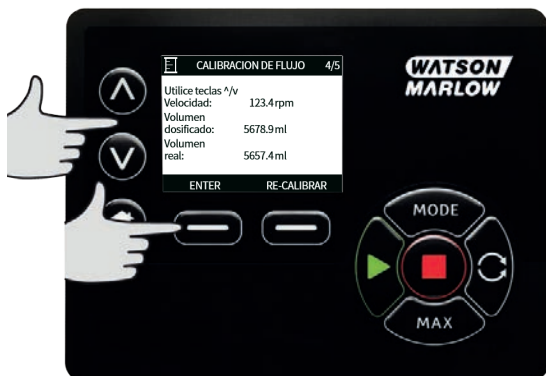 CALIBRACION DE FLUJO 4/5
Utilice teclas ^/v
Velocidad: 123.4 rpm
Volumen
dosificado: 5678.9 ml
Volumen
real: 5657.4 ml
ENTER RE-CALIBRAR
WATSON
MARLOW
MODE
MAX